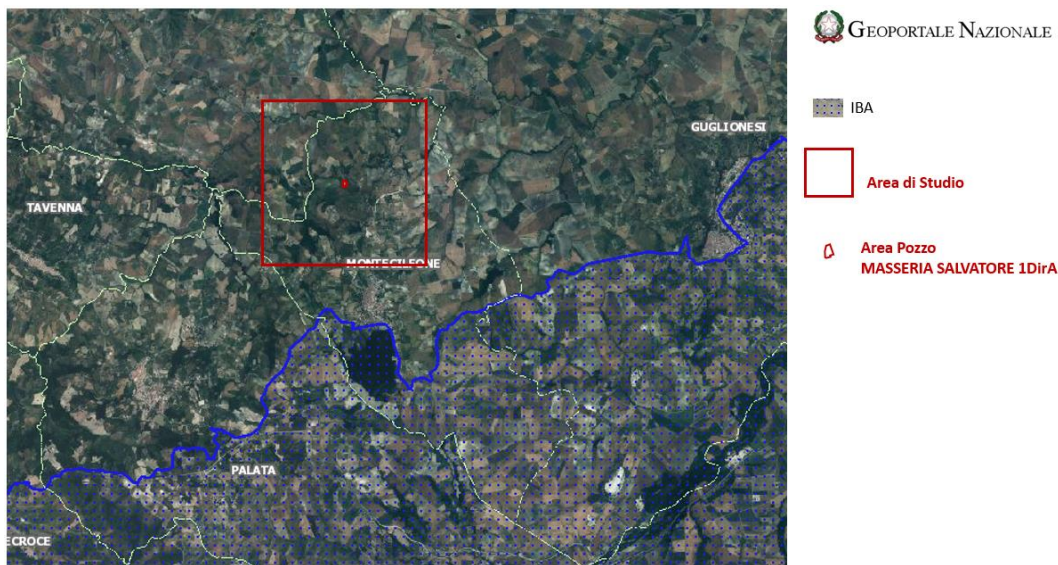 GEOPORTALE NAZIONALE
IBA
GUGLIONESI
Area di Studio
TAVENNA
Area Pozzo
MASSERIA SALVATORE 1DirA
MONTECILFONE
PALATA
ECROCE